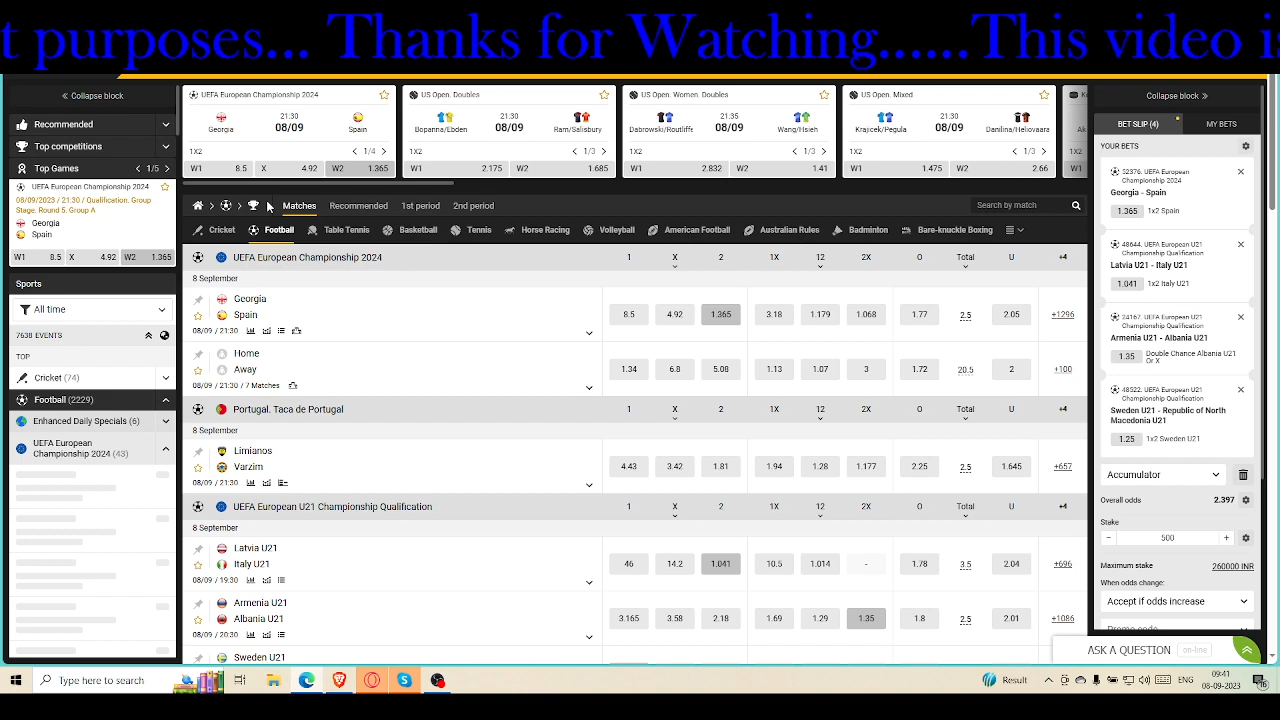 t purposes... Thanks for Watching......This video is
Collapse block
Recommended
Top competitions
Top Games 1/5
UEFA European Championship 2024
08/09/2023 / 21:30 / Qualification. Group Stage. Round 5. Group A
Georgia
Spain
W1 8.5 X 4.92 W2 1.365
Sports
All time
7638 EVENTS
TOP
Cricket (74)
Football (2229)
Enhanced Daily Specials (6)
UEFA European
Championship 2024 (43)
UEFA European Championship 2024
21:30
Georgia 08/09 Spain
1X2 1/4
W1 8.5 X 4.92 W2 1.365
US Open. Doubles
21:30
Bopanna/Ebden 08/09 Ram/Salisbury
1X2 1/3
W1 2.175 W2 1.685
US Open. Women. Doubles
21:35
Dabrowski/Routliffe 08/09 Wang/Hsieh
1X2 1/3
W1 2.832 W2 1.41
US Open. Mixed
21:30
Krajicek/Pegula 08/09 Danilina/Heliovaara
1X2 1/3
W1 1.475 W2 2.66
1X2
W1
Matches Recommended 1st period 2nd period Search by match
Cricket Football Table Tennis Basketball Tennis Horse Racing Volleyball American Football Australian Rules Badminton Bare-knuckle Boxing
UEFA European Championship 2024 1 X 2 1X 12 2X O Total U +4
8 September
Georgia
Spain
08/09 / 21:30
8.5 4.92 1.365 3.18 1.179 1.068 1.77 2.5 2.05 +1296
Home
Away
08/09 / 21:30 / 7 Matches
1.34 6.8 5.08 1.13 1.07 3 1.72 20.5 2 +100
Portugal. Taca de Portugal 1 X 2 1X 12 2X O Total U +4
8 September
Limianos
Varzim
08/09 / 21:30
4.43 3.42 1.81 1.94 1.28 1.177 2.25 2.5 1.645 +657
UEFA European U21 Championship Qualification 1 X 2 1X 12 2X O Total U +4
8 September
Latvia U21
Italy U21
08/09 / 19:30
46 14.2 1.041 10.5 1.014 - 1.78 3.5 2.04 +696
Armenia U21
Albania U21
08/09 / 20:30
3.165 3.58 2.18 1.69 1.29 1.35 1.8 2.5 2.01 +1086
Sweden U21
Collapse block
BET SLIP (4) MY BETS
YOUR BETS
52376. UEFA European
Championship 2024
Georgia - Spain
1.365 1x2 Spain
48644. UEFA European U21
Championship Qualification
Latvia U21 - Italy U21
1.041 1x2 Italy U21
24167. UEFA European U21
Championship Qualification
Armenia U21 - Albania U21
1.35 Double Chance Albania U21
Or X
48522. UEFA European U21
Championship Qualification
Sweden U21 - Republic of North
Macedonia U21
1.25 1x2 Sweden U21
Accumulator
Overall odds 2.397
Stake
- 500 +
Maximum stake 260000 INR
When odds change:
Accept if odds increase
Promo code
ASK A QUESTION on-line
Type here to search
Result
ENG
09:41
08-09-2023
16